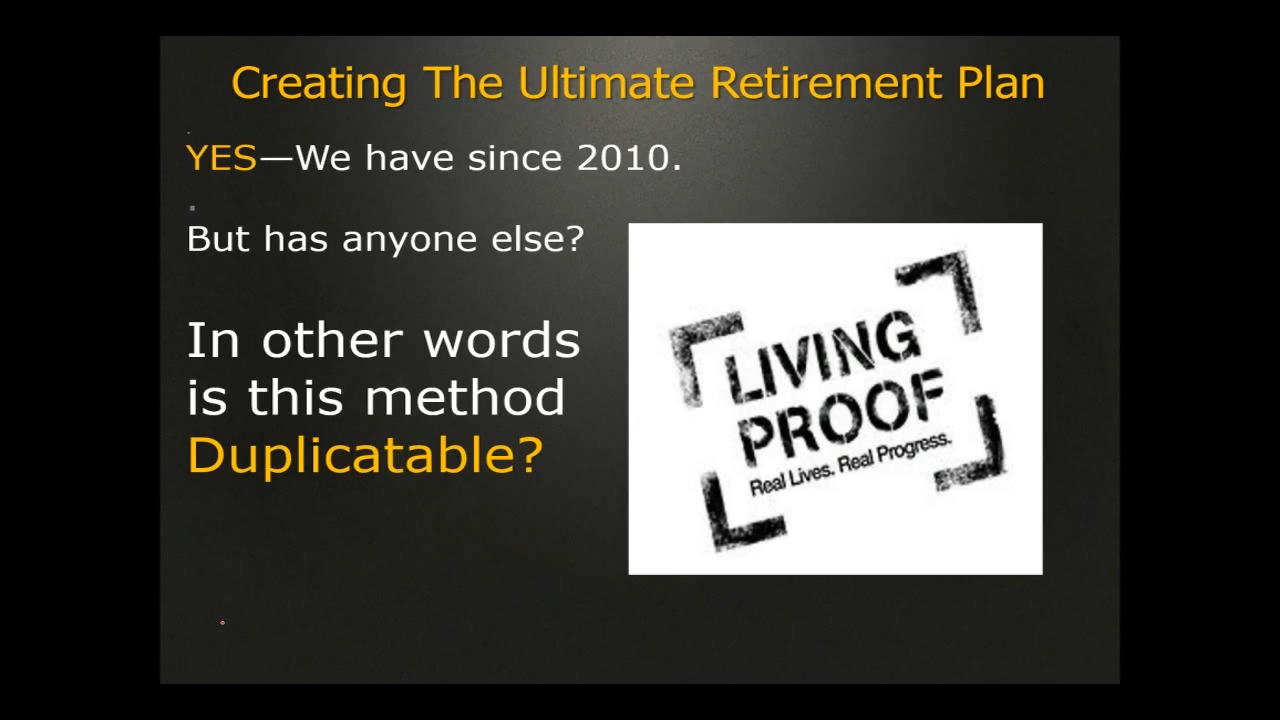 Creating The Ultimate Retirement Plan
YES—We have since 2010.
But has anyone else?
In other words
is this method
Duplicatable?
LIVING
PROOF
Real Lives. Real Progress.